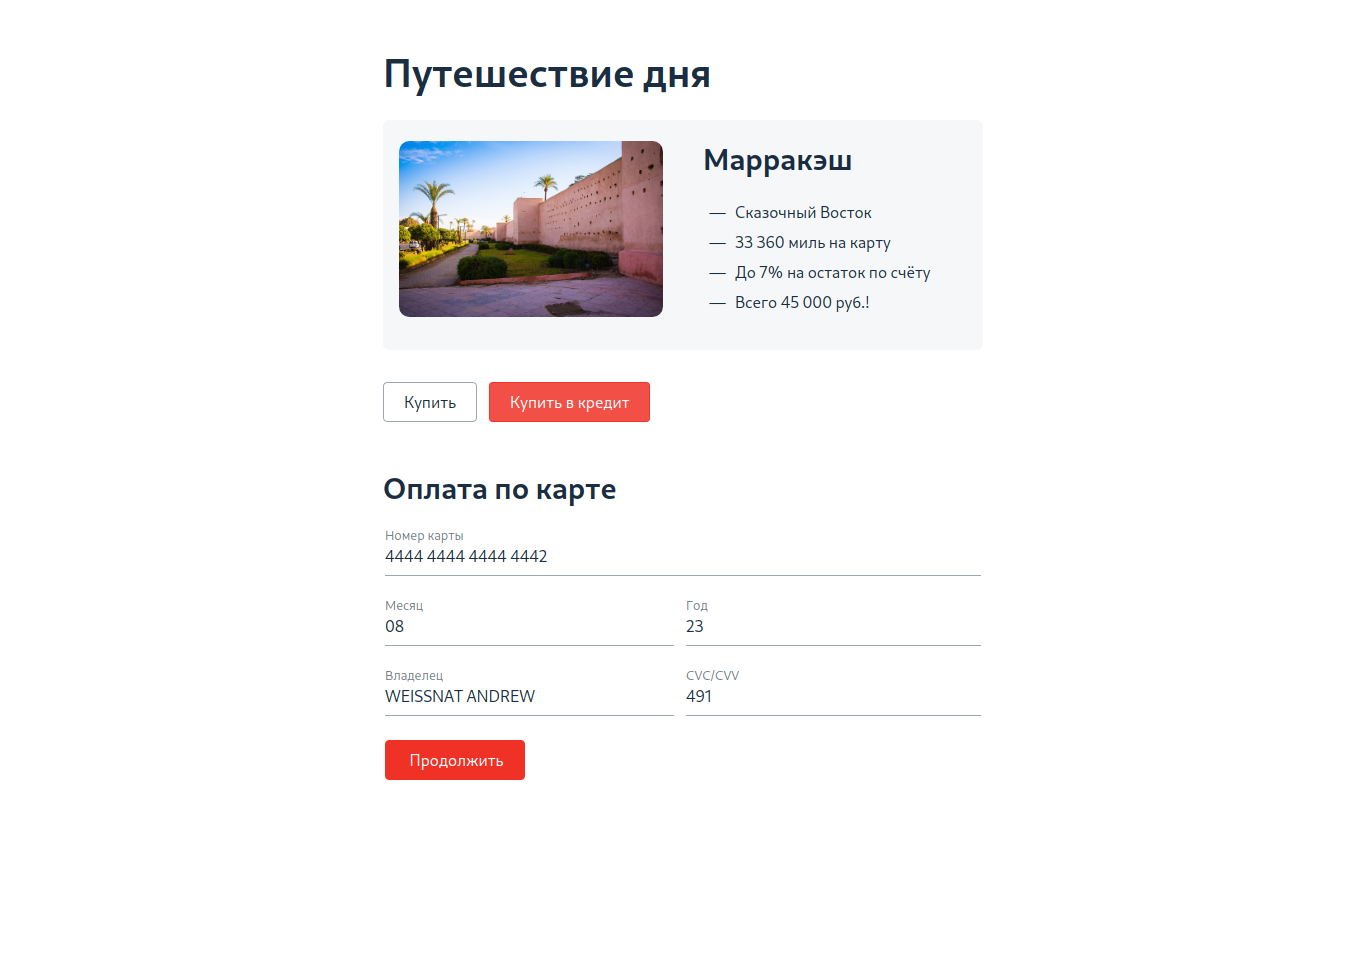 Путешествие дня
Марракэш
— Сказочный Восток
— 33 360 миль на карту
— До 7% на остаток по счёту
— Всего 45 000 руб.!
Купить
Купить в кредит
Оплата по карте
Номер карты
4444 4444 4444 4442
Месяц
Год
08
23
Владелец
CVC/CVV
WEISSNAT ANDREW
491
Продолжить